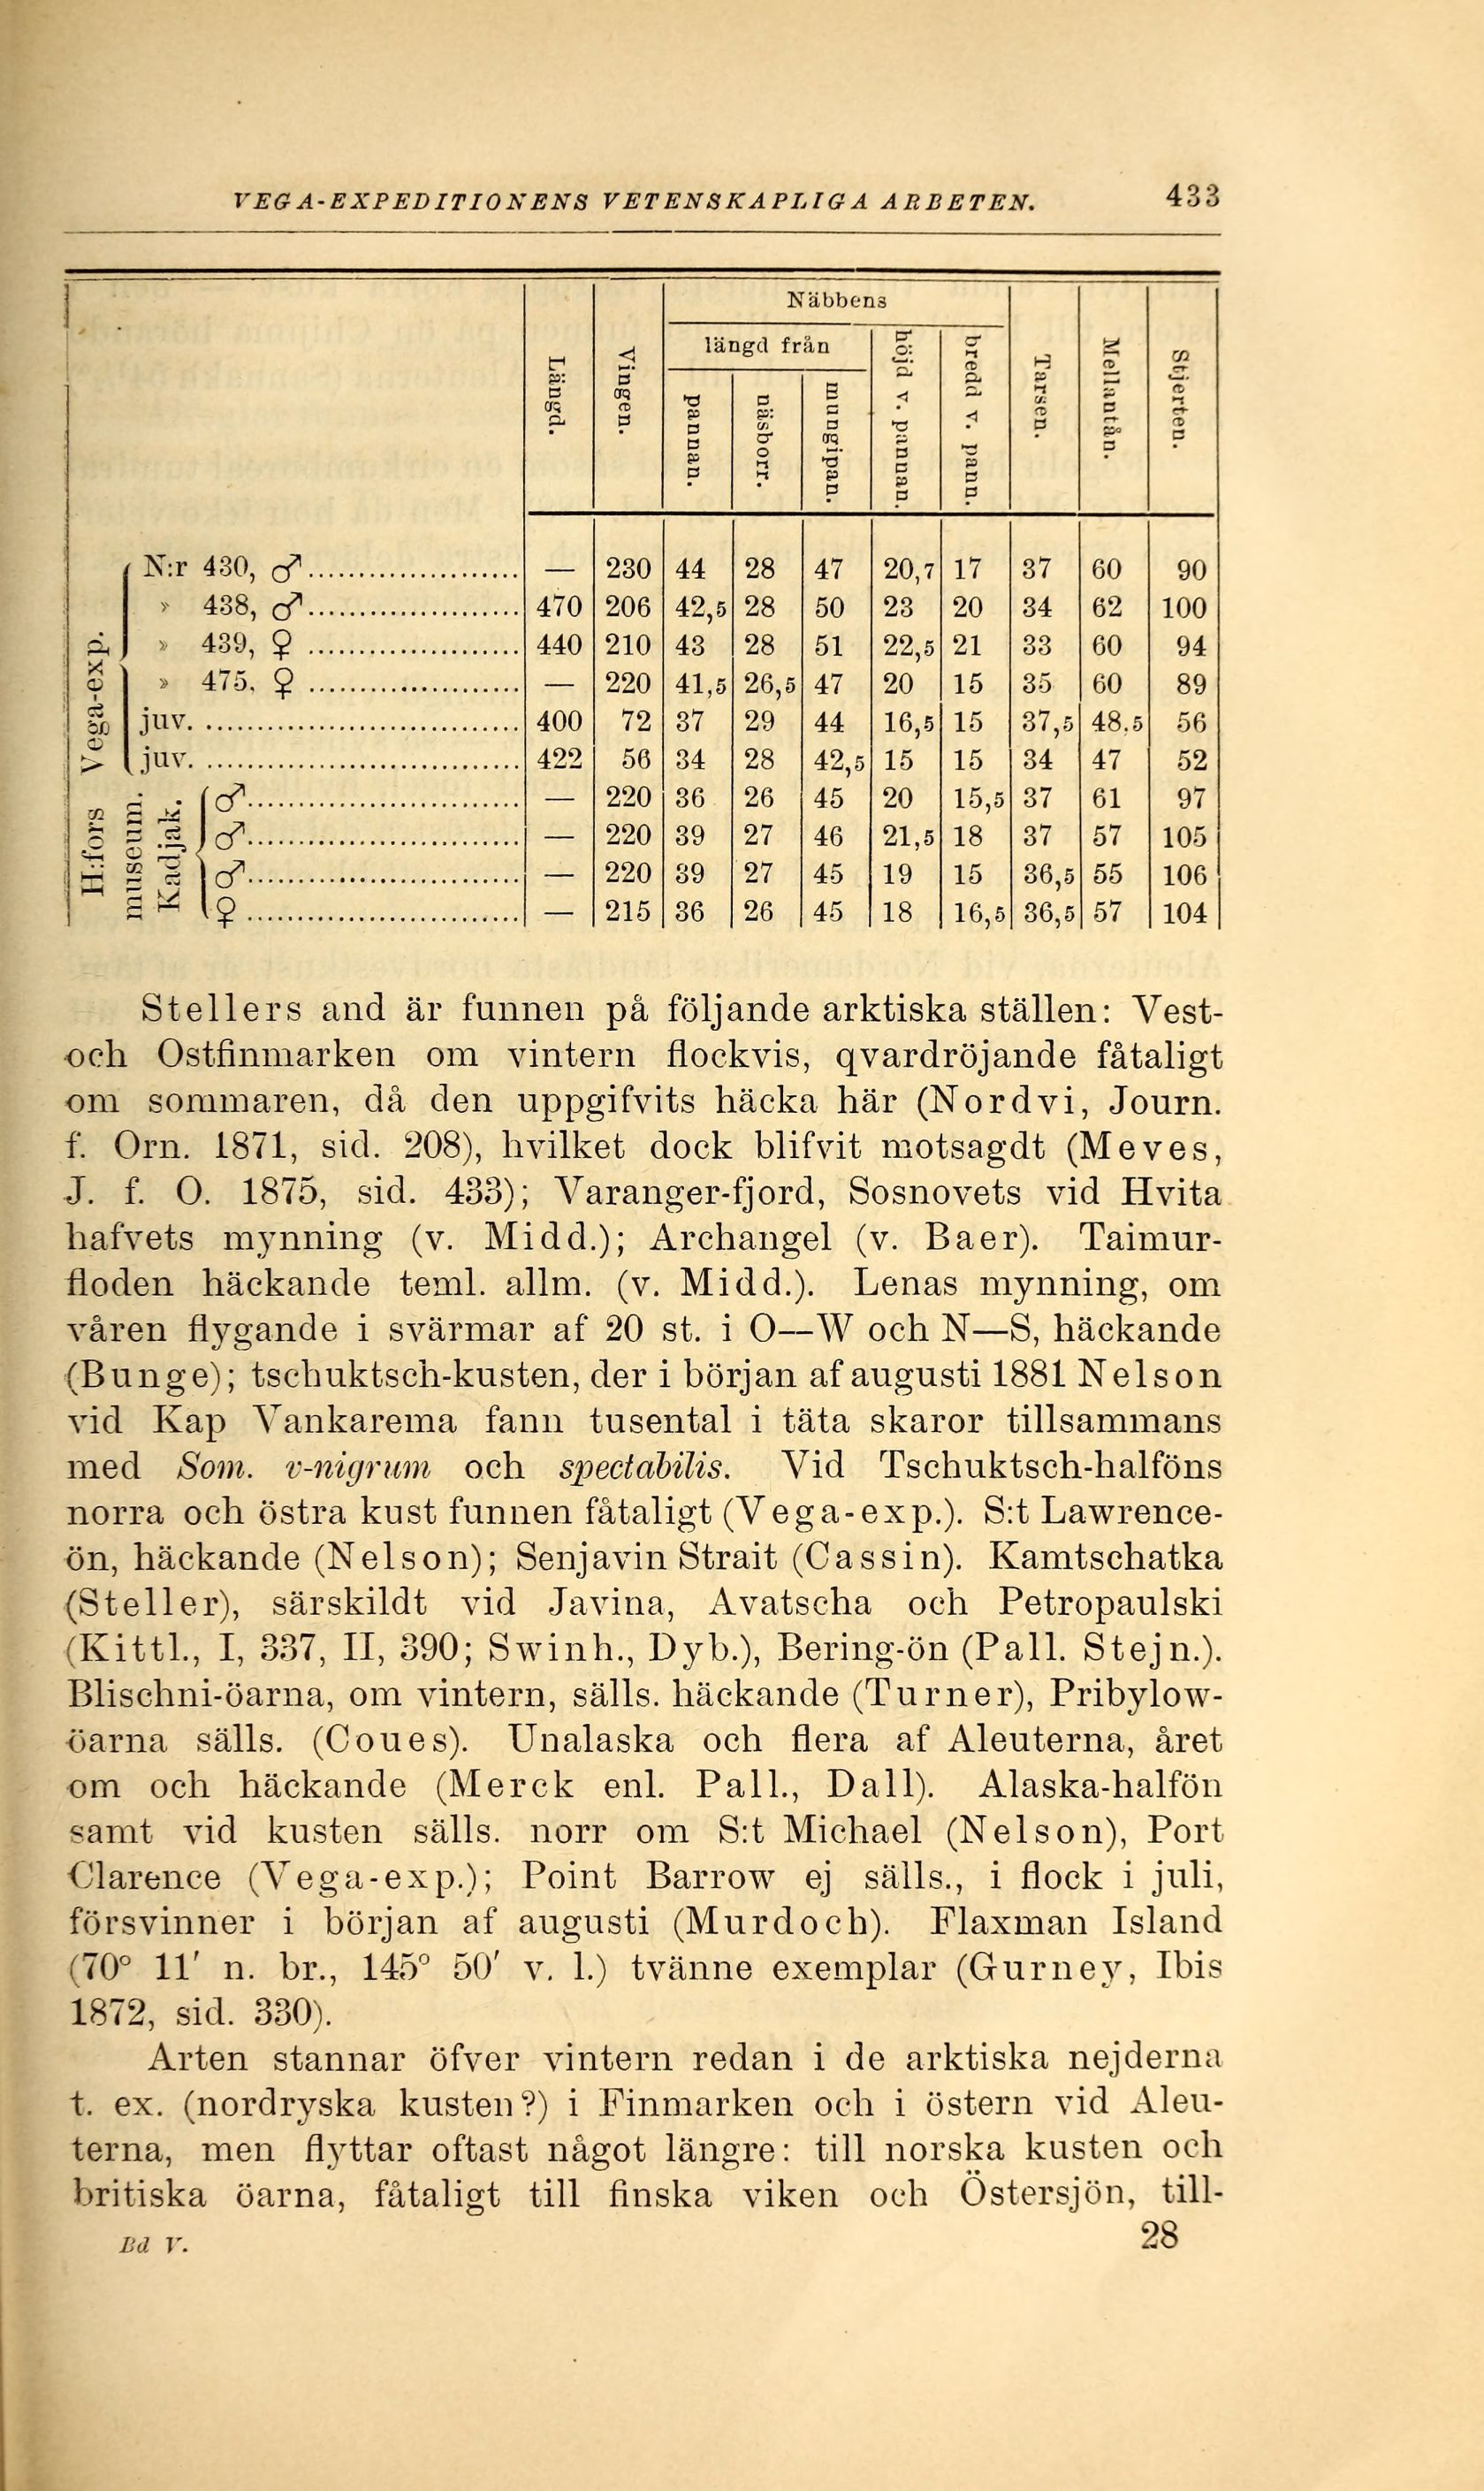 VEGA-EXPEDITIONENS VETENSKAPLIGA ARBETEN. 433
Näbbens
längd från
Längd. Vingen. pannan. näsborr. mungipan. höjd v. pannan. bredd v. pann. Tarsen. Mellantån. Stjerten.
Vega-exp.
N:r 430, ♂ — 230 44 28 47 20,7 17 37 60 90
» 438, ♂ 470 206 42,5 28 50 23 20 34 62 100
» 439, ♀ 440 210 43 28 51 22,5 21 33 60 94
» 475, ♀ — 220 41,5 26,5 47 20 15 35 60 89
juv. 400 72 37 29 44 16,5 15 37,5 48,5 56
juv. 422 56 34 28 42,5 15 15 34 47 52
H:fors museum. Kadjak.
♂ — 220 36 26 45 20 15,5 37 61 97
♂ — 220 39 27 46 21,5 18 37 57 105
♂ — 220 39 27 45 19 15 36,5 55 106
♀ — 215 36 26 45 18 16,5 36,5 57 104
Stellers and är funnen på följande arktiska ställen: Vest-
och Ostfinmarken om vintern flockvis, qvardröjande fåtaligt
om sommaren, då den uppgifvits häcka här (Nordvi, Journ.
f. Orn. 1871, sid. 208), hvilket dock blifvit motsagdt (Meves,
J. f. O. 1875, sid. 433); Varanger-fjord, Sosnovets vid Hvita
hafvets mynning (v. Midd.); Archangel (v. Baer). Taimur-
floden häckande teml. allm. (v. Midd.). Lenas mynning, om
våren flygande i svärmar af 20 st. i O—W och N—S, häckande
(Bunge); tschuktsch-kusten, der i början af augusti 1881 Nelson
vid Kap Vankarema fann tusental i täta skaror tillsammans
med Som. v-nigrum och spectabilis. Vid Tschuktsch-halföns
norra och östra kust funnen fåtaligt (Vega-exp.). S:t Lawrence-
ön, häckande (Nelson); Senjavin Strait (Cassin). Kamtschatka
(Steller), särskildt vid Javina, Avatscha och Petropaulski
(Kittl., I, 337, II, 390; Swinh., Dyb.), Bering-ön (Pall. Stejn.).
Blischni-öarna, om vintern, sälls. häckande (Turner), Pribylow-
öarna sälls. (Coues). Unalaska och flera af Aleuterna, året
om och häckande (Merck enl. Pall., Dall). Alaska-halfön
samt vid kusten sälls. norr om S:t Michael (Nelson), Port
Clarence (Vega-exp.); Point Barrow ej sälls., i flock i juli,
försvinner i början af augusti (Murdoch). Flaxman Island
(70° 11′ n. br., 145° 50′ v. l.) tvänne exemplar (Gurney, Ibis
1872, sid. 330).
Arten stannar öfver vintern redan i de arktiska nejderna
t. ex. (nordryska kusten?) i Finmarken och i östern vid Aleu-
terna, men flyttar oftast något längre: till norska kusten och
britiska öarna, fåtaligt till finska viken och Östersjön, till-
Bd V. 28